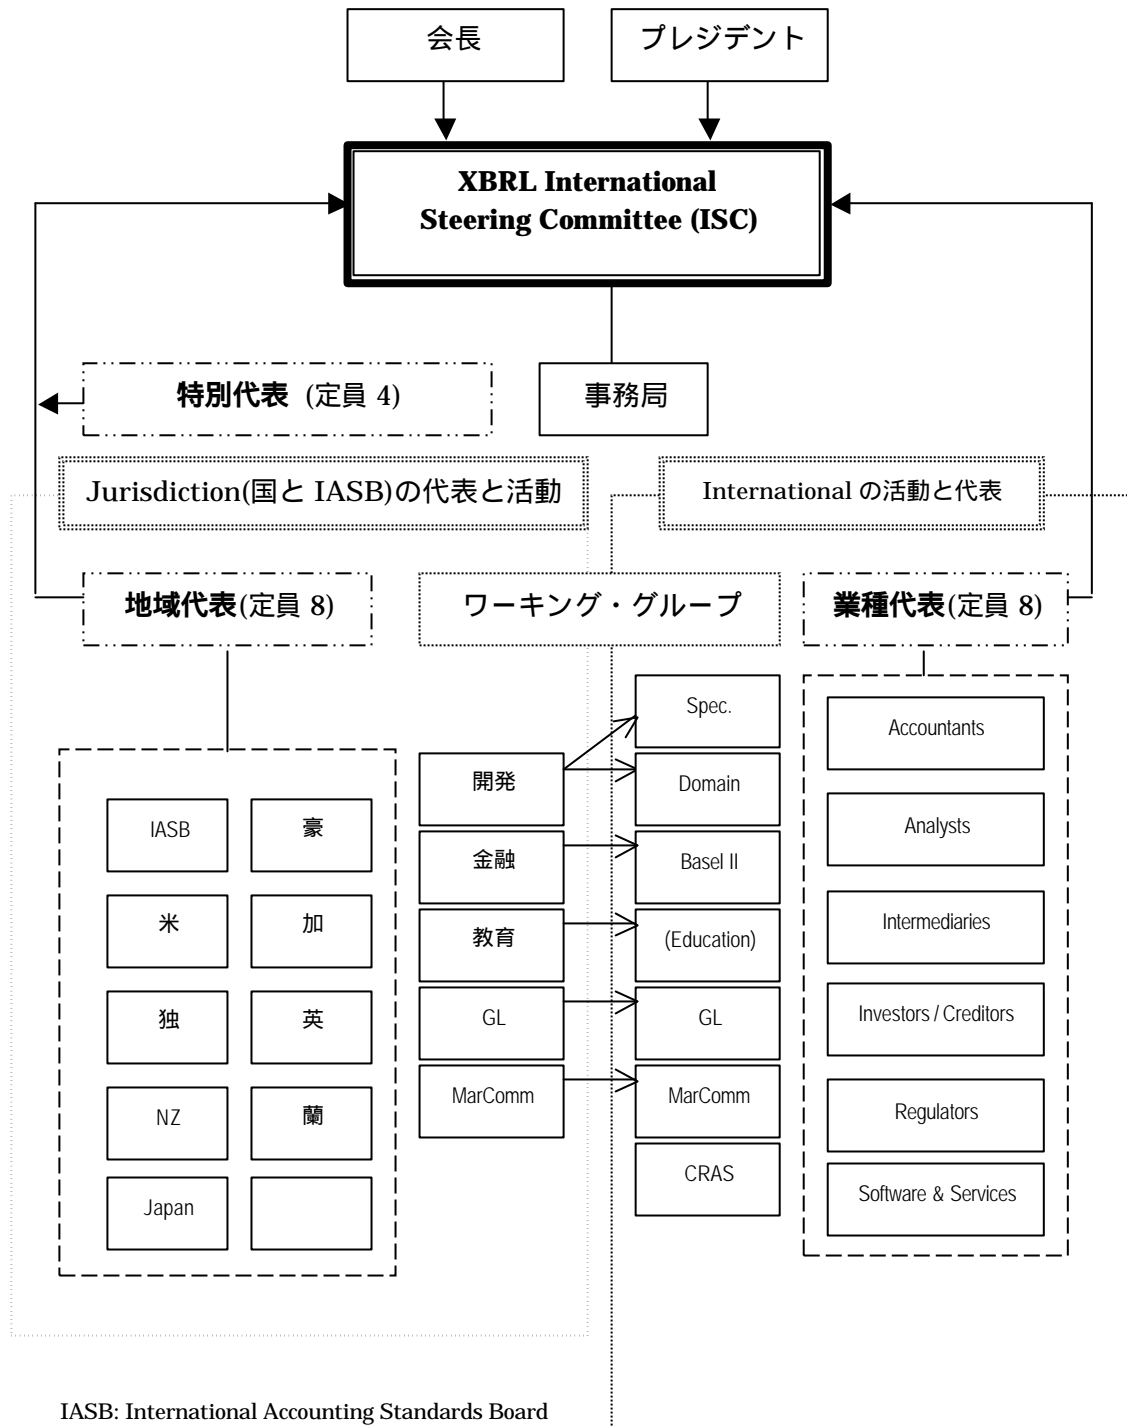 会長
プレジデント
XBRL International
Steering Committee (ISC)
特別代表 (定員 4)
事務局
Jurisdiction(国と IASB)の代表と活動
International の活動と代表
地域代表(定員 8)
ワーキング・グループ
業種代表(定員 8)
IASB
豪
米
加
独
英
NZ
蘭
Japan
開発
金融
教育
GL
MarComm
Spec.
Domain
Basel II
(Education)
GL
MarComm
CRAS
Accountants
Analysts
Intermediaries
Investors / Creditors
Regulators
Software & Services
IASB: International Accounting Standards Board